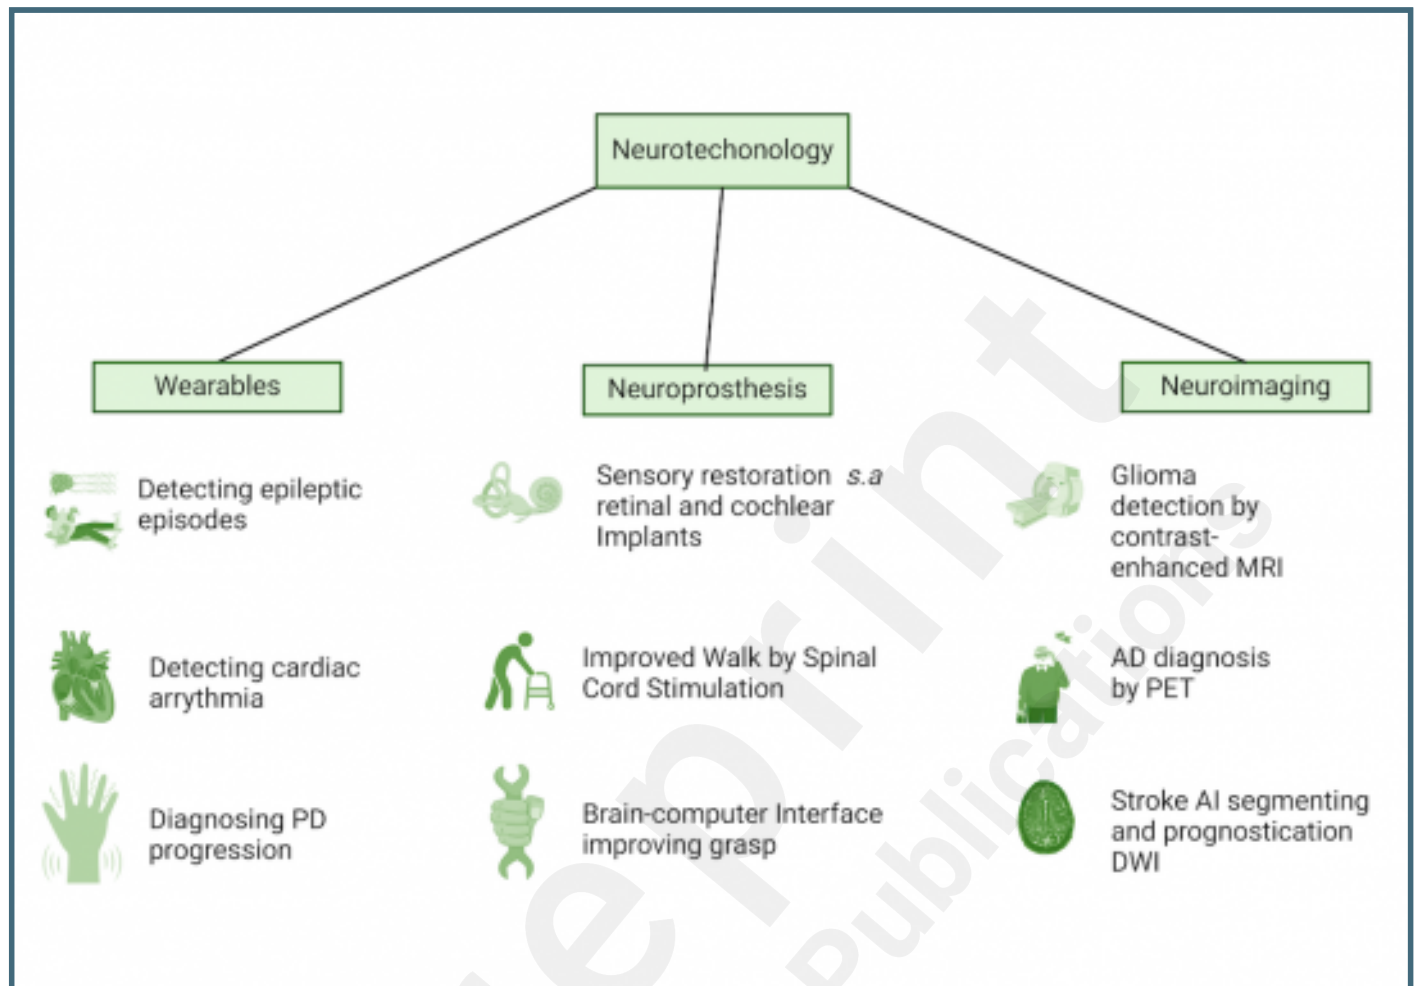 Neurotechonology
Wearables
Neuroprosthesis
Neuroimaging
Detecting epileptic
episodes
Sensory restoration s.a
retinal and cochlear
Implants
Glioma
detection by
contrast-
enhanced MRI
Detecting cardiac
arrythmia
Improved Walk by Spinal
Cord Stimulation
AD diagnosis
by PET
Diagnosing PD
progression
Brain-computer Interface
improving grasp
Stroke AI segmenting
and prognostication
DWI
eprint
Publications